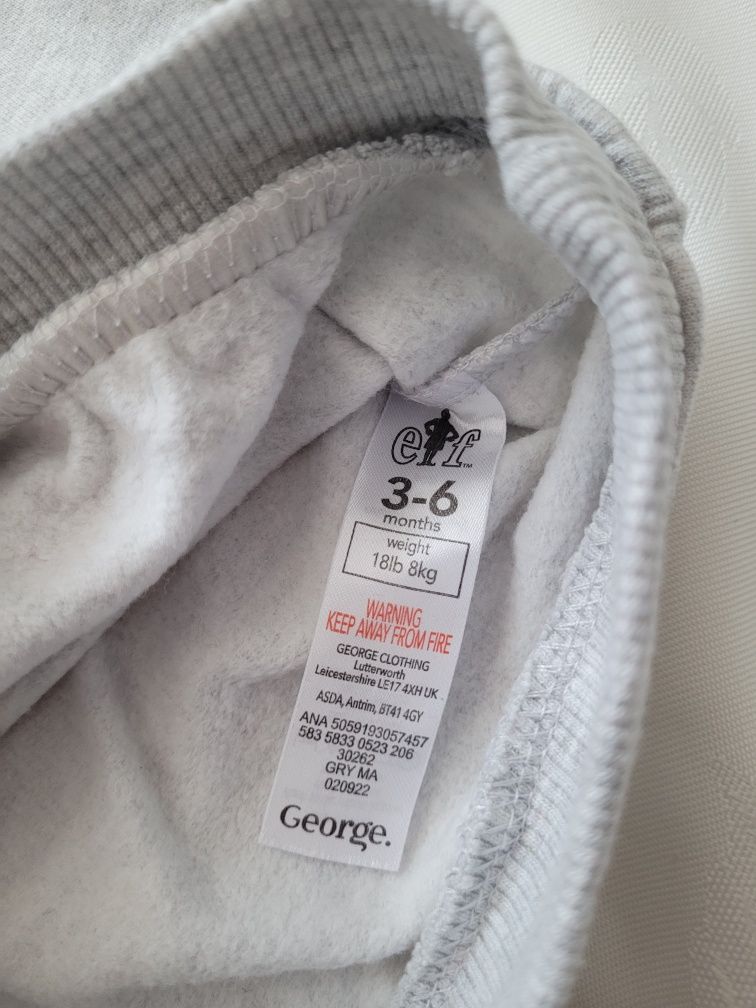 elf™
3-6
months
weight
18lb 8kg
WARNING
KEEP AWAY FROM FIRE
GEORGE CLOTHING
Lutterworth
Leicestershire LE17 4XH UK
ASDA, Antrim, BT41 4GY
ANA 5059193057457
583 5833 0523 206
30262
GRY MA
020922
George.